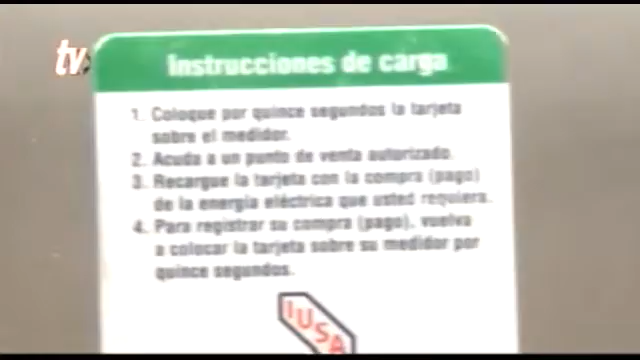 tv
Instrucciones de carga
1. Coloque por quince segundos la tarjeta
sobre el medidor.
2. Acuda a un punto de venta autorizado.
3. Recargue la tarjeta con la compra (pago)
de la energía eléctrica que usted requiera.
4. Para registrar su compra (pago), vuelva
a colocar la tarjeta sobre su medidor por
quince segundos.
IUSA